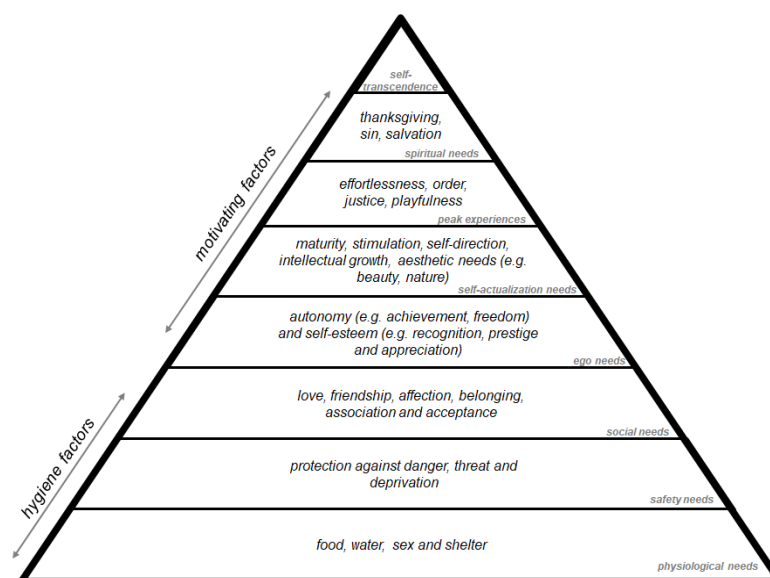 self-
transcendence
thanksgiving,
sin, salvation
spiritual needs
effortlessness, order,
justice, playfulness
peak experiences
maturity, stimulation, self-direction,
intellectual growth, aesthetic needs (e.g.
beauty, nature)
self-actualization needs
autonomy (e.g. achievement, freedom)
and self-esteem (e.g. recognition, prestige
and appreciation)
ego needs
love, friendship, affection, belonging,
association and acceptance
social needs
protection against danger, threat and
deprivation
safety needs
food, water, sex and shelter
physiological needs
motivating factors
hygiene factors